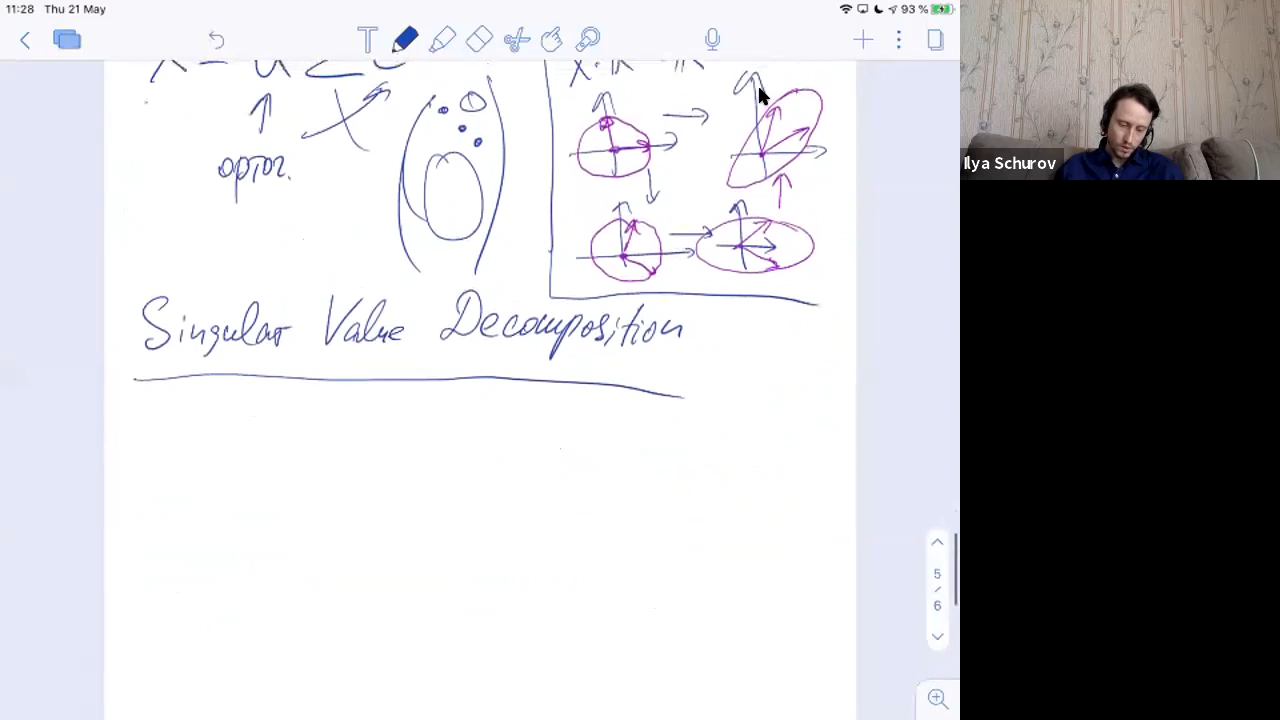 11:28 Thu 21 May
93 %
ортог.
Singular Value Decomposition
5
/
6
Ilya Schurov